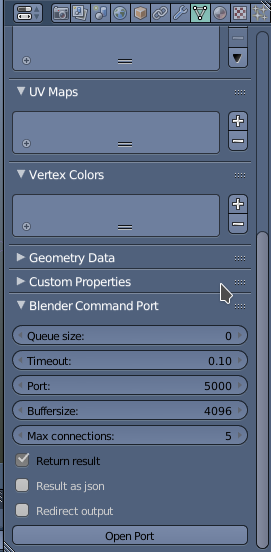 UV Maps
Vertex Colors
Geometry Data
Custom Properties
Blender Command Port
Queue size: 0
Timeout: 0.10
Port: 5000
Buffersize: 4096
Max connections: 5
Return result
Result as json
Redirect output
Open Port